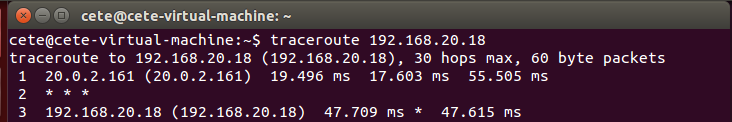 cete@cete-virtual-machine: ~
cete@cete-virtual-machine:~$ traceroute 192.168.20.18
traceroute to 192.168.20.18 (192.168.20.18), 30 hops max, 60 byte packets
 1  20.0.2.161 (20.0.2.161)  19.496 ms  17.603 ms  55.505 ms
 2  * * *
 3  192.168.20.18 (192.168.20.18)  47.709 ms *  47.615 ms